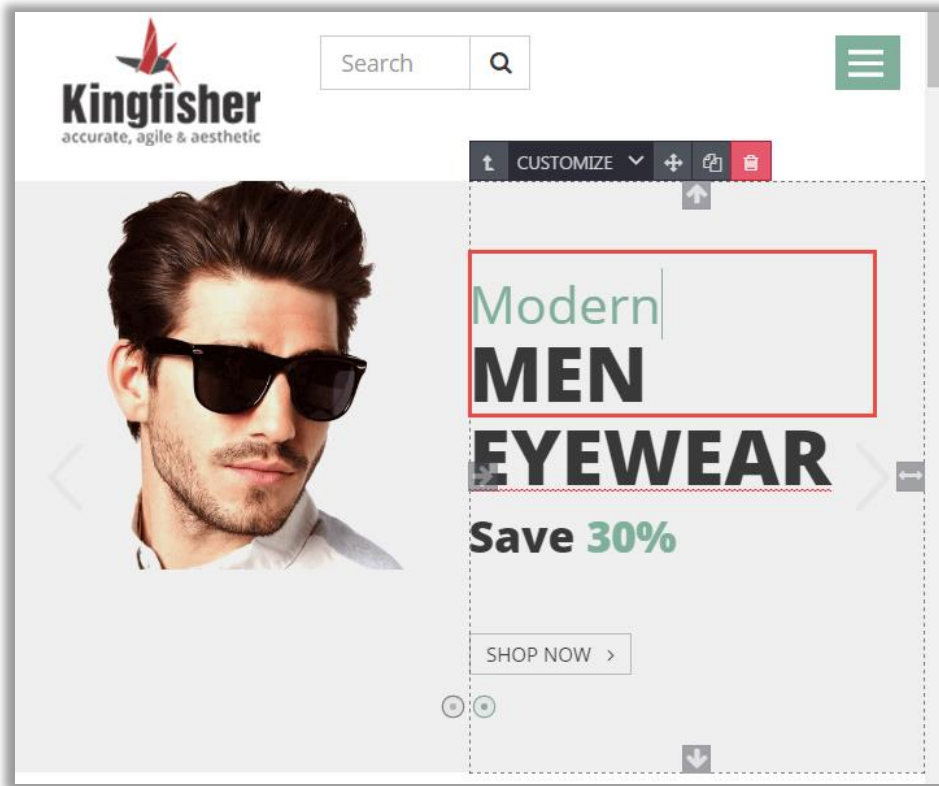 Kingfisher
accurate, agile & aesthetic
Search
CUSTOMIZE
Modern
MEN
EYEWEAR
Save 30%
SHOP NOW